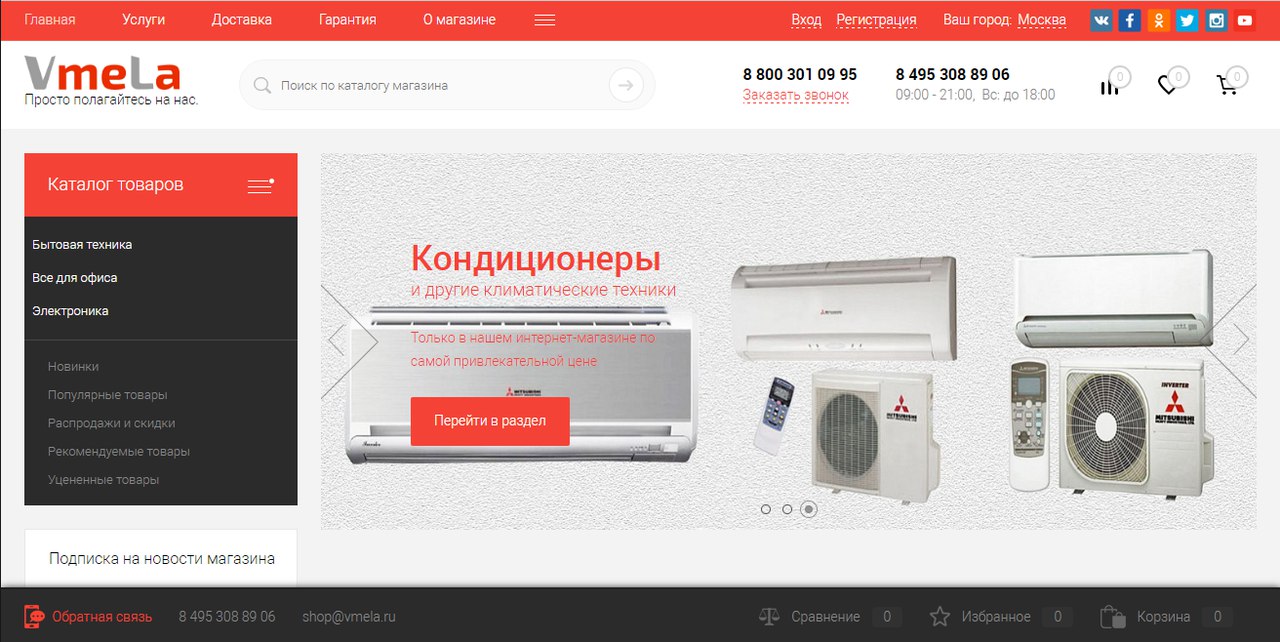 Главная Услуги Доставка Гарантия О магазине Вход Регистрация Ваш город: Москва
VmeLa
Просто полагайтесь на нас.
Поиск по каталогу магазина
8 800 301 09 95
Заказать звонок
8 495 308 89 06
09:00 - 21:00, Вс: до 18:00
0 0 0
Каталог товаров
Бытовая техника
Все для офиса
Электроника
Новинки
Популярные товары
Распродажи и скидки
Рекомендуемые товары
Уцененные товары
Кондиционеры
и другие климатические техники
Только в нашем интернет-магазине по
самой привлекательной цене
Перейти в раздел
MITSUBISHI
INVERTER
MITSUBISHI
Подписка на новости магазина
Обратная связь 8 495 308 89 06 shop@vmela.ru Сравнение 0 Избранное 0 Корзина 0